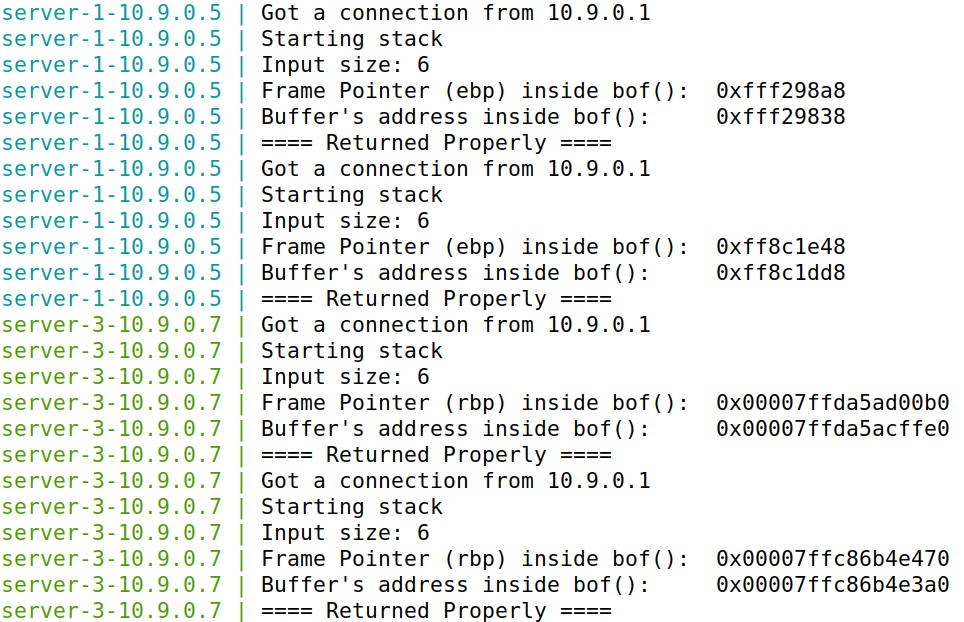 server-1-10.9.0.5 | Got a connection from 10.9.0.1
server-1-10.9.0.5 | Starting stack
server-1-10.9.0.5 | Input size: 6
server-1-10.9.0.5 | Frame Pointer (ebp) inside bof():  0xfff298a8
server-1-10.9.0.5 | Buffer's address inside bof():     0xfff29838
server-1-10.9.0.5 | ==== Returned Properly ====
server-1-10.9.0.5 | Got a connection from 10.9.0.1
server-1-10.9.0.5 | Starting stack
server-1-10.9.0.5 | Input size: 6
server-1-10.9.0.5 | Frame Pointer (ebp) inside bof():  0xff8c1e48
server-1-10.9.0.5 | Buffer's address inside bof():     0xff8c1dd8
server-1-10.9.0.5 | ==== Returned Properly ====
server-3-10.9.0.7 | Got a connection from 10.9.0.1
server-3-10.9.0.7 | Starting stack
server-3-10.9.0.7 | Input size: 6
server-3-10.9.0.7 | Frame Pointer (rbp) inside bof():  0x00007ffda5ad00b0
server-3-10.9.0.7 | Buffer's address inside bof():     0x00007ffda5acffe0
server-3-10.9.0.7 | ==== Returned Properly ====
server-3-10.9.0.7 | Got a connection from 10.9.0.1
server-3-10.9.0.7 | Starting stack
server-3-10.9.0.7 | Input size: 6
server-3-10.9.0.7 | Frame Pointer (rbp) inside bof():  0x00007ffc86b4e470
server-3-10.9.0.7 | Buffer's address inside bof():     0x00007ffc86b4e3a0
server-3-10.9.0.7 | ==== Returned Properly ====